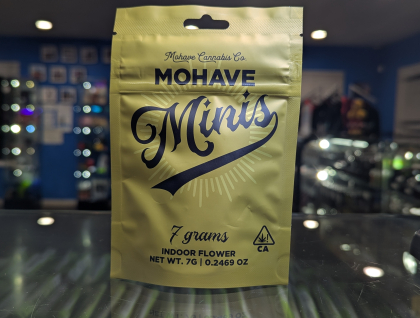 Mohave Cannabis Co.
MOHAVE
Minis
7 grams
INDOOR FLOWER
NET WT. 7G | 0.2469 OZ
CA